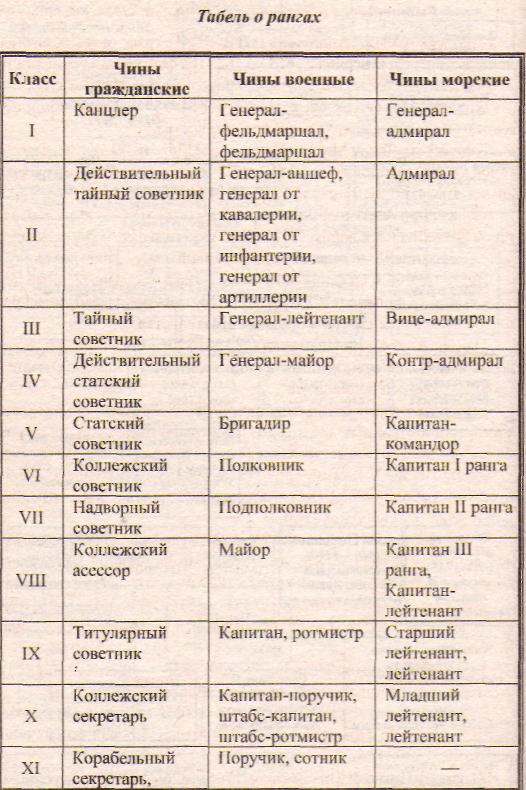 Табель о рангах
Класс
Чины
гражданские
Чины военные
Чины морские
I
Канцлер
Генерал-
фельдмаршал,
фельдмаршал
Генерал-
адмирал
II
Действительный
тайный советник
Генерал-аншеф,
генерал от
кавалерии,
генерал от
инфантерии,
генерал от
артиллерии
Адмирал
III
Тайный
советник
Генерал-лейтенант
Вице-адмирал
IV
Действительный
статский
советник
Генерал-майор
Контр-адмирал
V
Статский
советник
Бригадир
Капитан-
командор
VI
Коллежский
советник
Полковник
Капитан I ранга
VII
Надворный
советник
Подполковник
Капитан II ранга
VIII
Коллежский
асессор
Майор
Капитан III
ранга,
Капитан-
лейтенант
IX
Титулярный
советник
Капитан, ротмистр
Старший
лейтенант,
лейтенант
X
Коллежский
секретарь
Капитан-поручик,
штабс-капитан,
штабс-ротмистр
Младший
лейтенант,
лейтенант
XI
Корабельный
секретарь,
Поручик, сотник
—